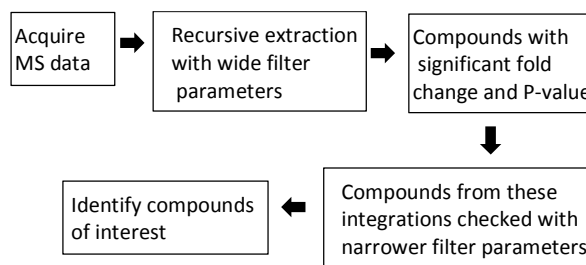 Acquire
MS data
Recursive extraction
with wide filter
parameters
Compounds with
significant fold
change and P-value
Compounds from these
integrations checked with
narrower filter parameters
Identify compounds
of interest